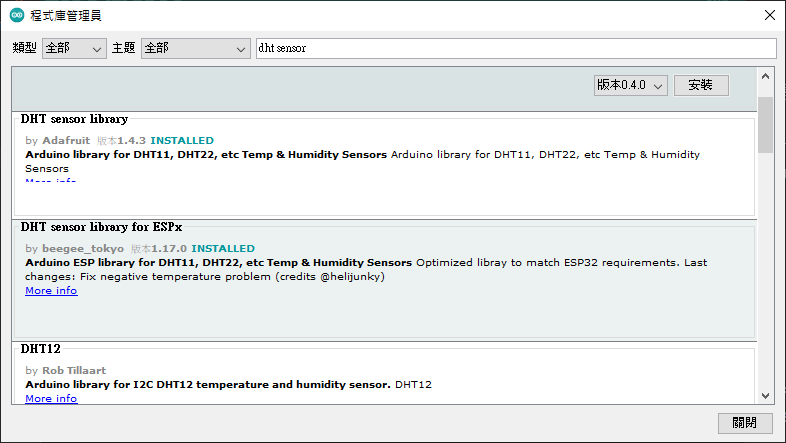 程式庫管理員
類型 全部 主題 全部 dht sensor
版本0.4.0 安裝
DHT sensor library
by Adafruit 版本1.4.3 INSTALLED
Arduino library for DHT11, DHT22, etc Temp & Humidity Sensors Arduino library for DHT11, DHT22, etc Temp & Humidity
Sensors
More info
DHT sensor library for ESPx
by beegee_tokyo 版本1.17.0 INSTALLED
Arduino ESP library for DHT11, DHT22, etc Temp & Humidity Sensors Optimized libray to match ESP32 requirements. Last
changes: Fix negative temperature problem (credits @helijunky)
More info
DHT12
by Rob Tillaart
Arduino library for I2C DHT12 temperature and humidity sensor. DHT12
More info
關閉